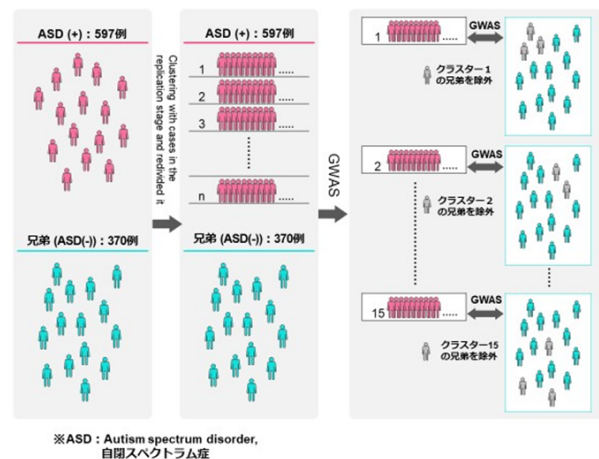 ASD (+)：597例
ASD (+)：597例
Clustering with cases in the
replication stage and redivided it
1 .....
2 .....
3 .....
n .....
兄弟 (ASD(-))：370例
兄弟 (ASD(-))：370例
GWAS
1 .....
GWAS
クラスター1
の兄弟を除外
2 .....
GWAS
クラスター2
の兄弟を除外
15 .....
GWAS
クラスター15
の兄弟を除外
※ASD：Autism spectrum disorder,
自閉スペクトラム症